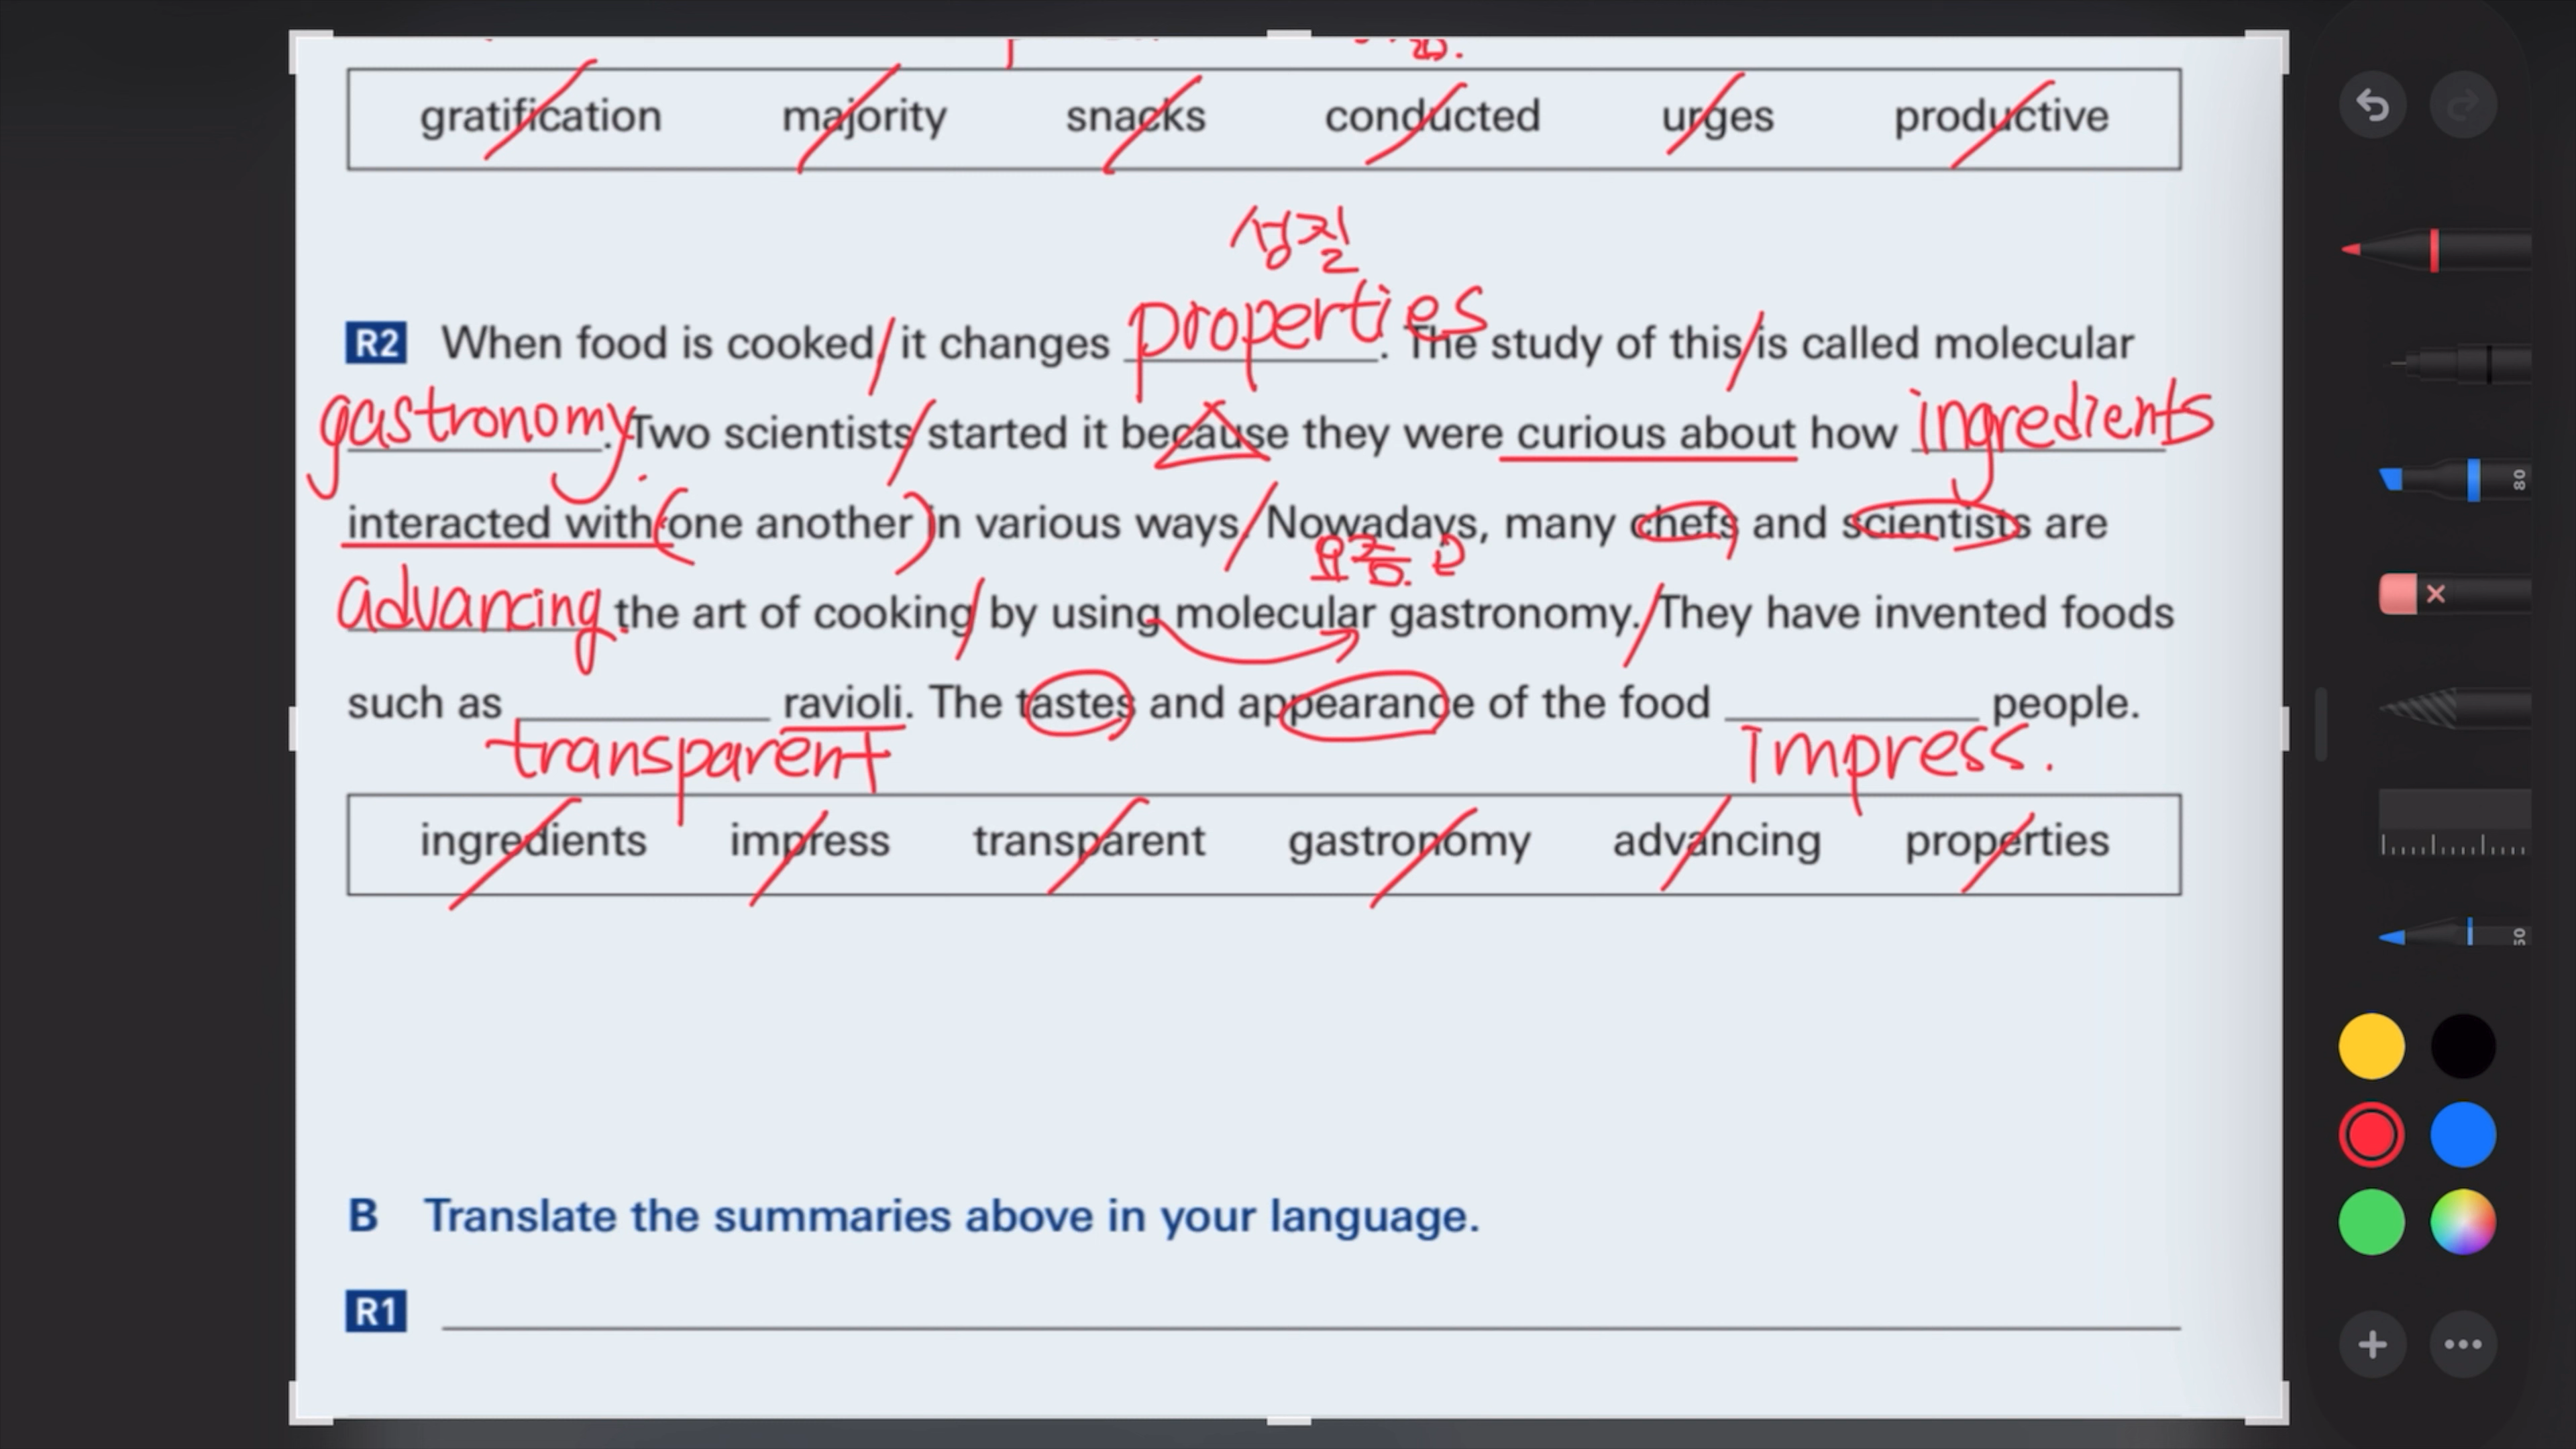 gratification majority snacks conducted urges productive
성질
R2 When food is cooked, it changes properties. The study of this is called molecular
gastronomy. Two scientists started it because they were curious about how ingredients
interacted with one another in various ways. Nowadays, many chefs and scientists are
요즘.
advancing the art of cooking by using molecular gastronomy. They have invented foods
such as transparent ravioli. The tastes and appearance of the food impress people.
ingredients impress transparent gastronomy advancing properties
B Translate the summaries above in your language.
R1
80
50